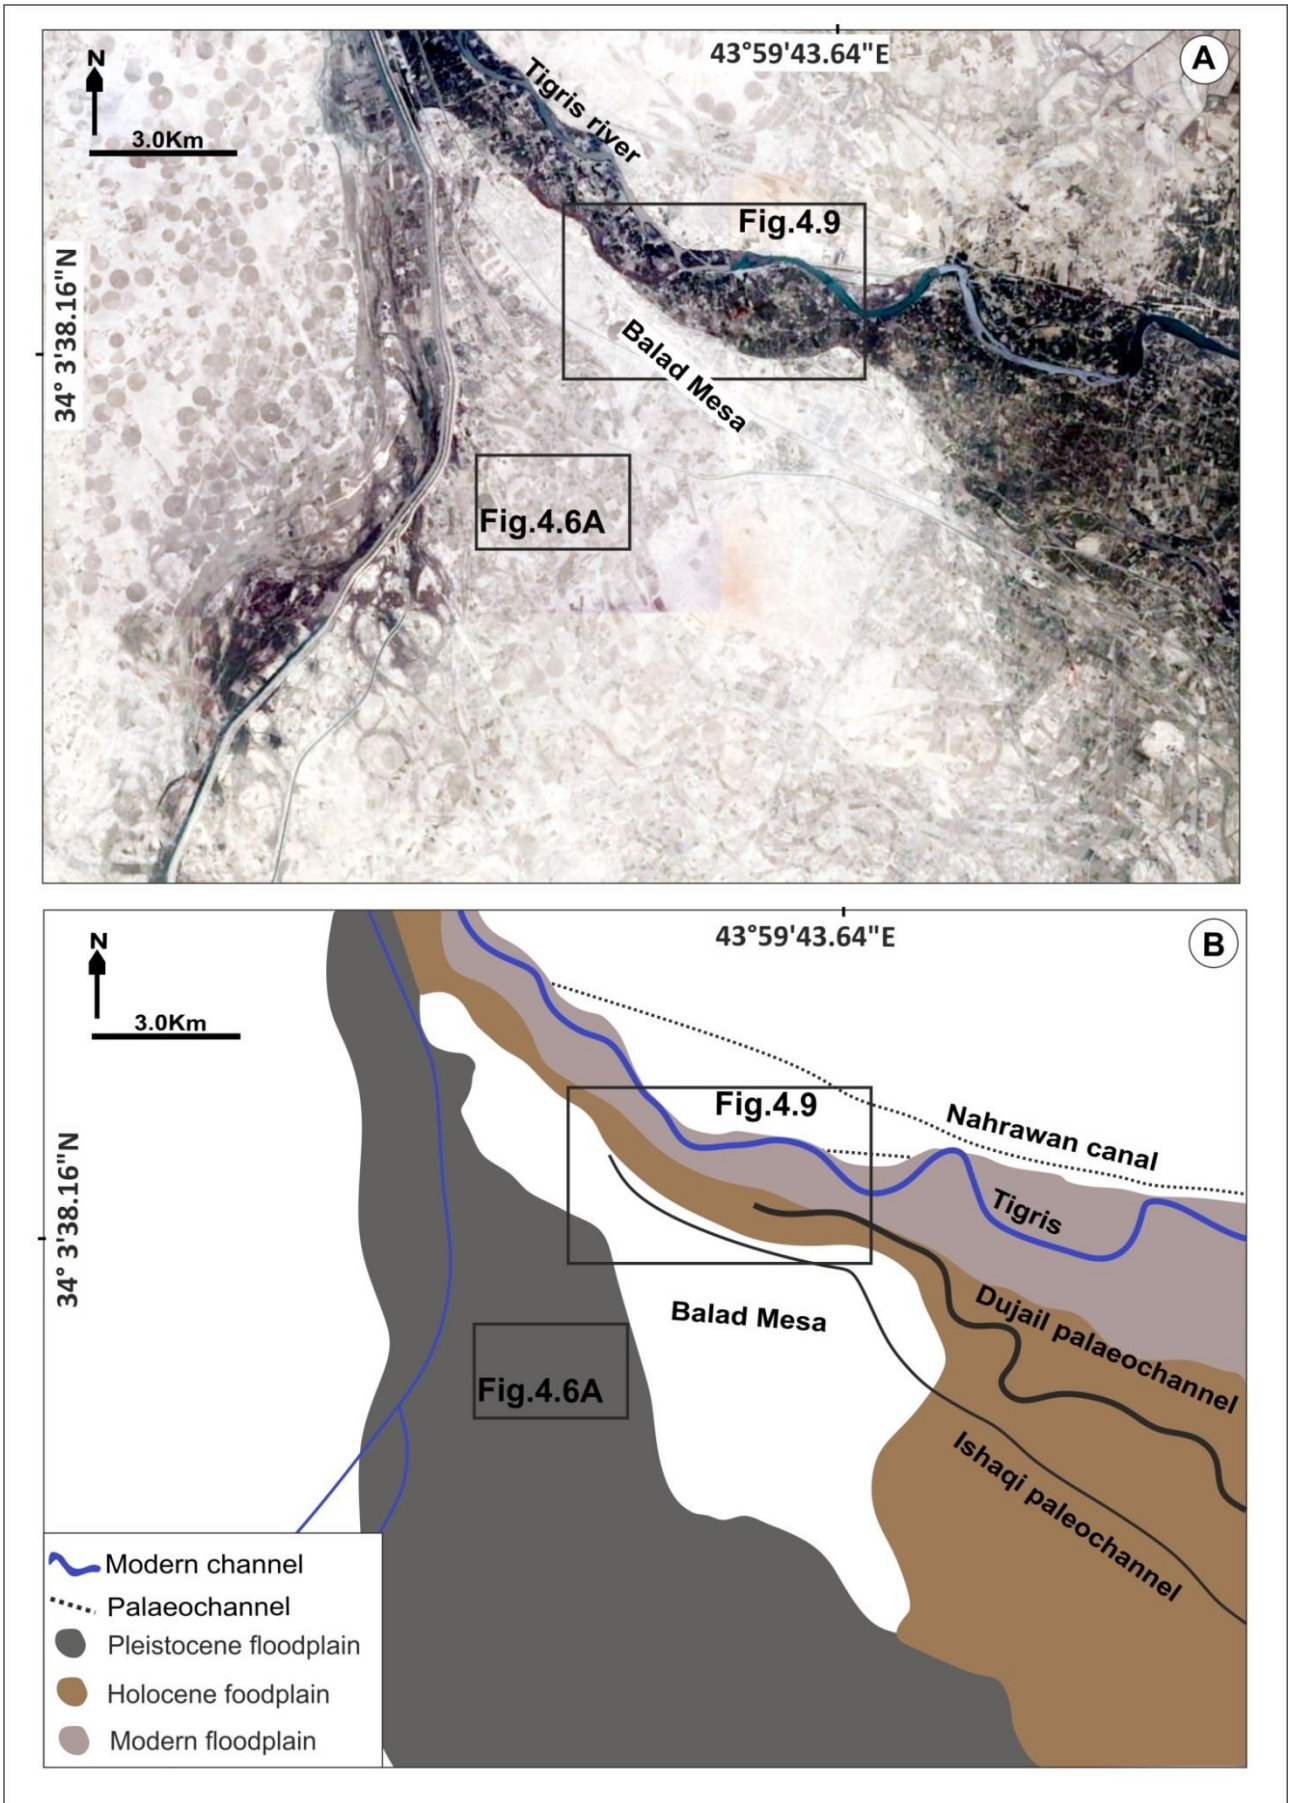 43°59'43.64"E
A
N
3.0Km
Tigris river
Fig.4.9
34° 3'38.16"N
Balad Mesa
Fig.4.6A
43°59'43.64"E
B
N
3.0Km
Fig.4.9
Nahrawan canal
Tigris
34° 3'38.16"N
Dujail palaeochannel
Balad Mesa
Fig.4.6A
Ishaqi paleochannel
Modern channel
Palaeochannel
Pleistocene floodplain
Holocene foodplain
Modern floodplain